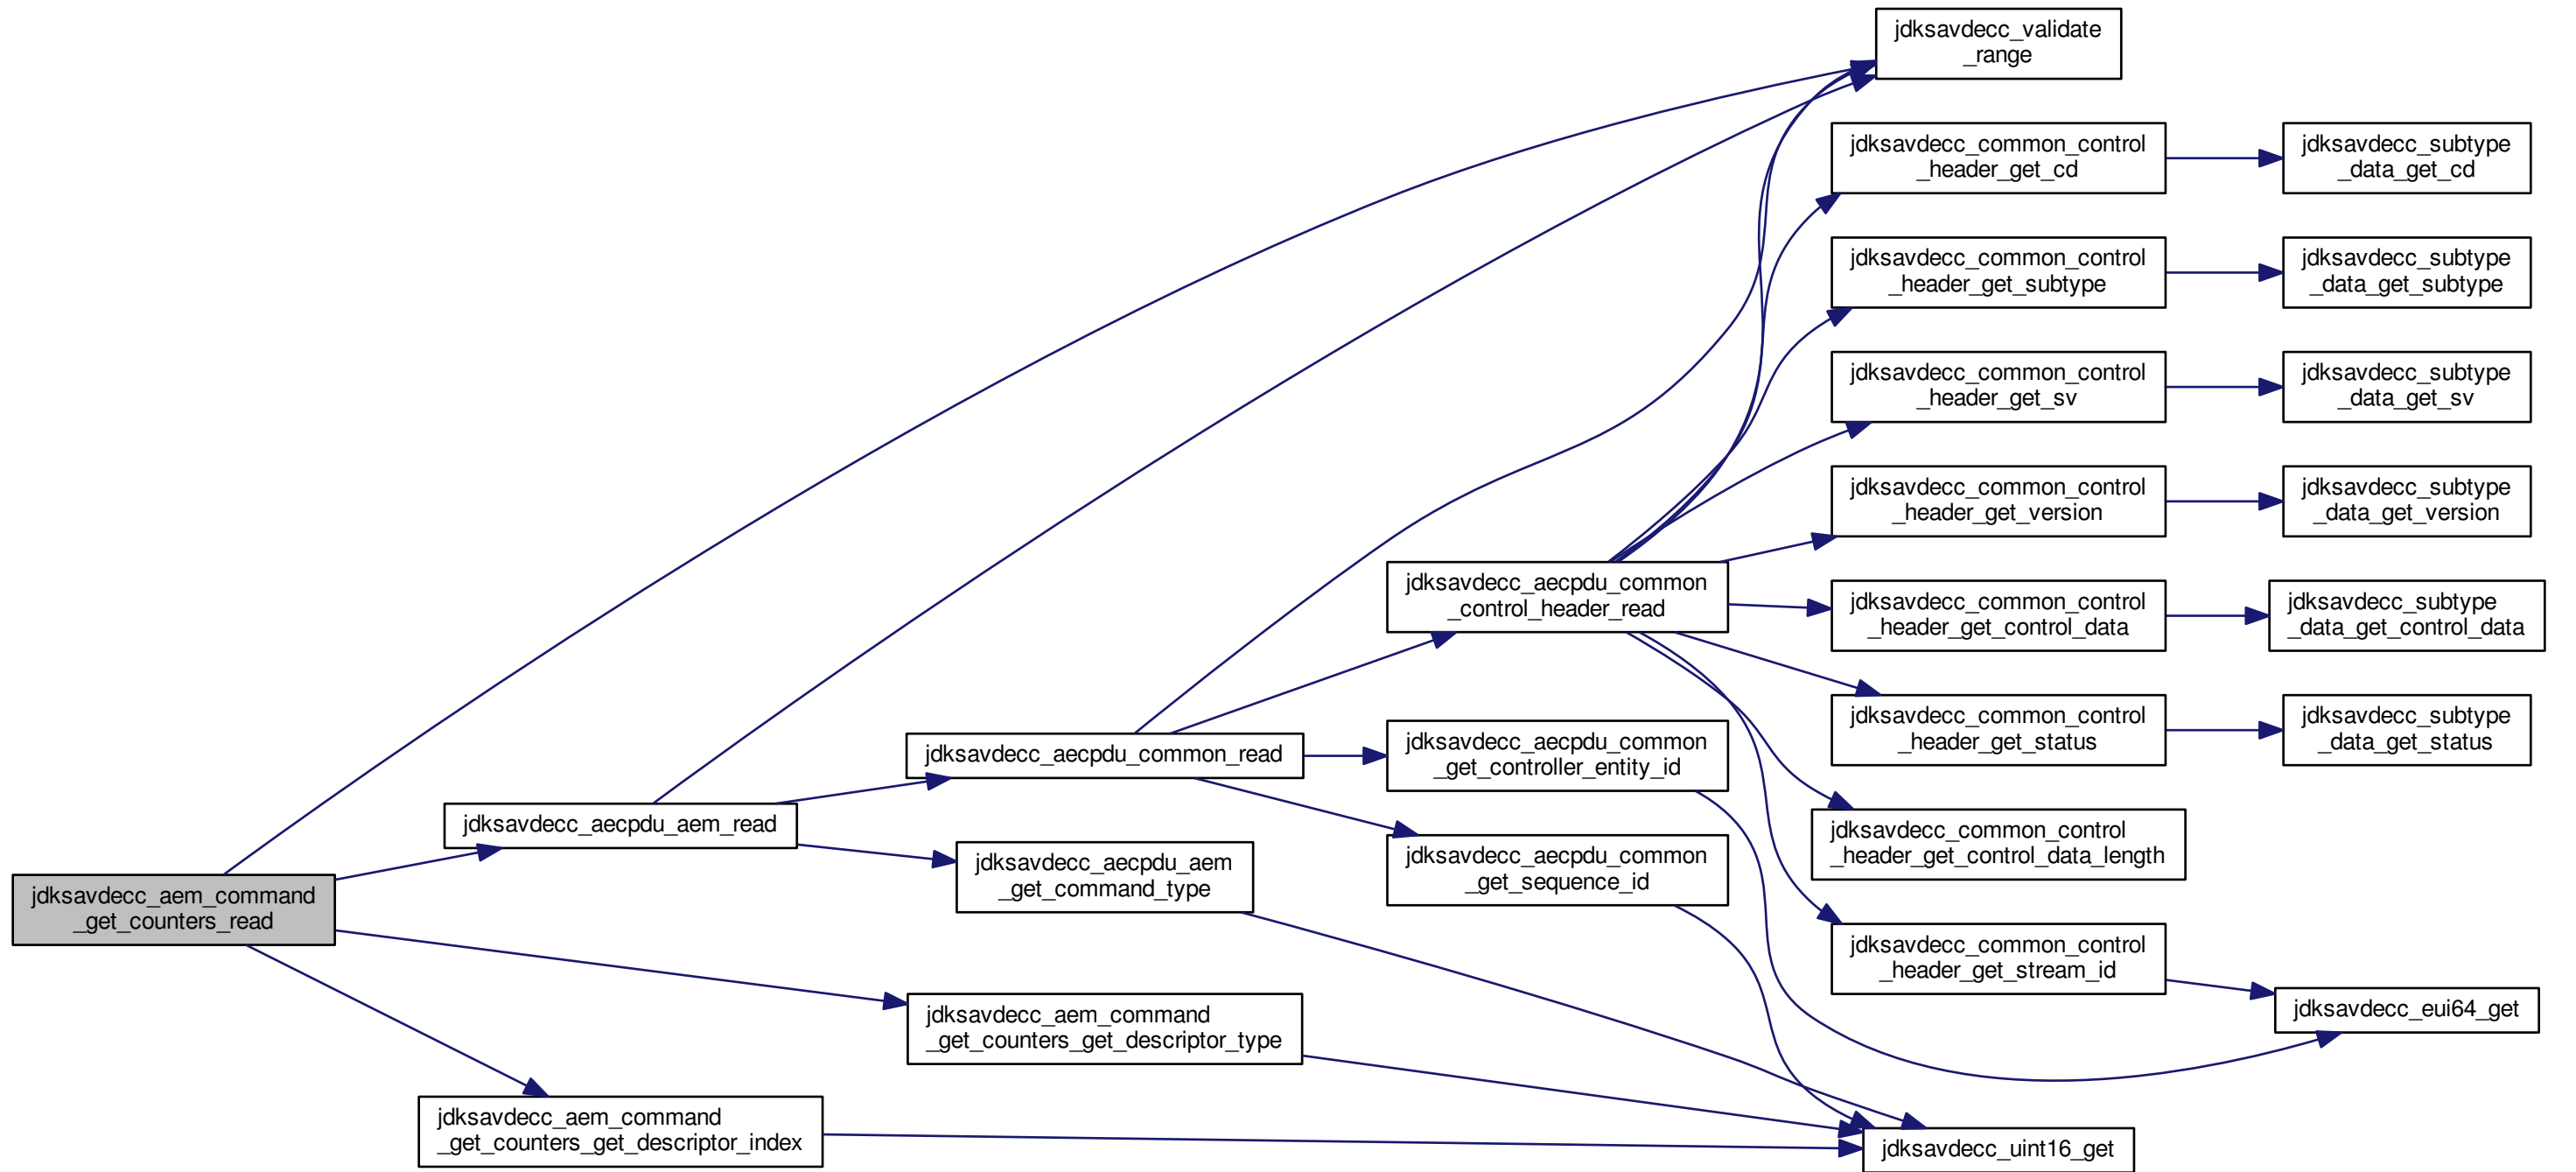 jdksavdecc_aem_command
_get_counters_read
jdksavdecc_aecpdu_aem_read
jdksavdecc_aem_command
_get_counters_get_descriptor_index
jdksavdecc_aecpdu_common_read
jdksavdecc_aecpdu_aem
_get_command_type
jdksavdecc_aem_command
_get_counters_get_descriptor_type
jdksavdecc_aecpdu_common
_control_header_read
jdksavdecc_aecpdu_common
_get_controller_entity_id
jdksavdecc_aecpdu_common
_get_sequence_id
jdksavdecc_validate
_range
jdksavdecc_common_control
_header_get_cd
jdksavdecc_common_control
_header_get_subtype
jdksavdecc_common_control
_header_get_sv
jdksavdecc_common_control
_header_get_version
jdksavdecc_common_control
_header_get_control_data
jdksavdecc_common_control
_header_get_status
jdksavdecc_common_control
_header_get_control_data_length
jdksavdecc_common_control
_header_get_stream_id
jdksavdecc_uint16_get
jdksavdecc_subtype
_data_get_cd
jdksavdecc_subtype
_data_get_subtype
jdksavdecc_subtype
_data_get_sv
jdksavdecc_subtype
_data_get_version
jdksavdecc_subtype
_data_get_control_data
jdksavdecc_subtype
_data_get_status
jdksavdecc_eui64_get